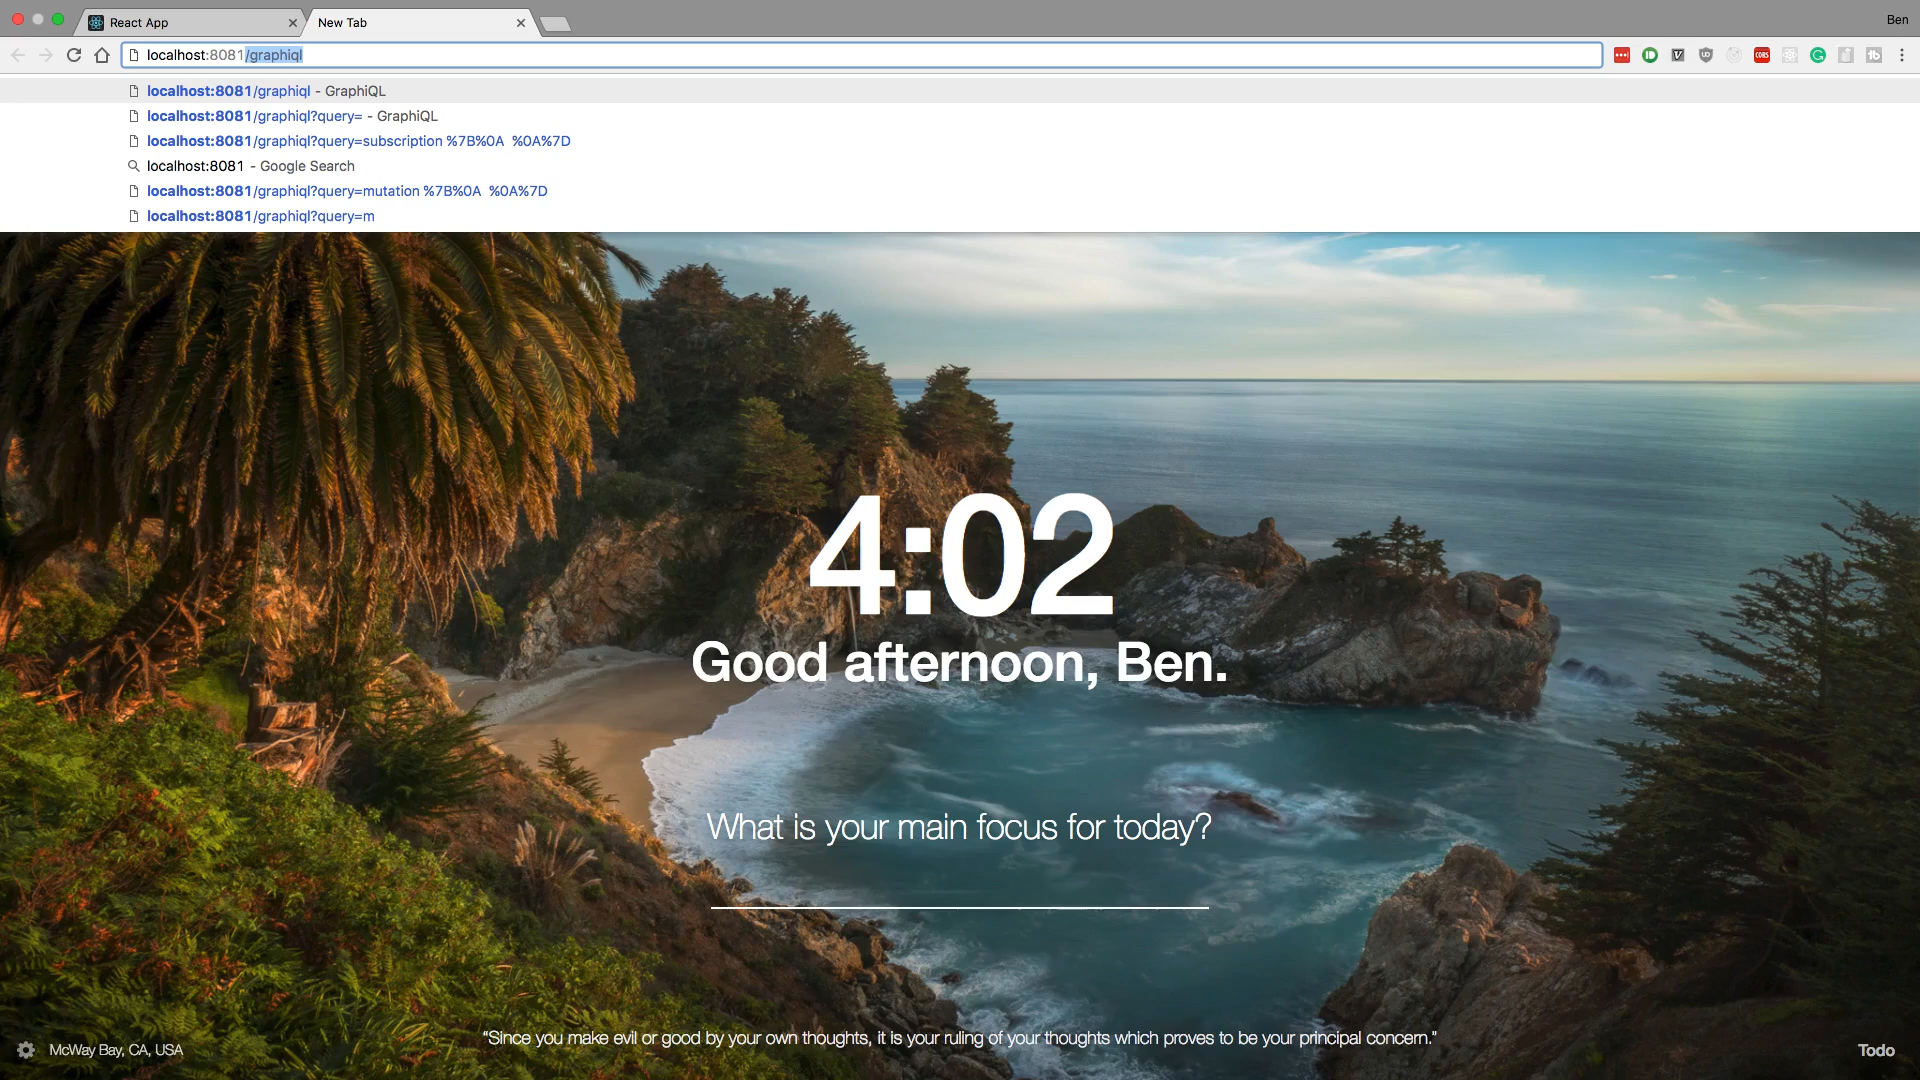 React App
New Tab
Ben
localhost:8081/graphiql
localhost:8081/graphiql - GraphiQL
localhost:8081/graphiql?query= - GraphiQL
localhost:8081/graphiql?query=subscription %7B%0A  %0A%7D
localhost:8081 - Google Search
localhost:8081/graphiql?query=mutation %7B%0A  %0A%7D
localhost:8081/graphiql?query=m
CORS
4:02
Good afternoon, Ben.
What is your main focus for today?
“Since you make evil or good by your own thoughts, it is your ruling of your thoughts which proves to be your principal concern.”
McWay Bay, CA, USA
Todo